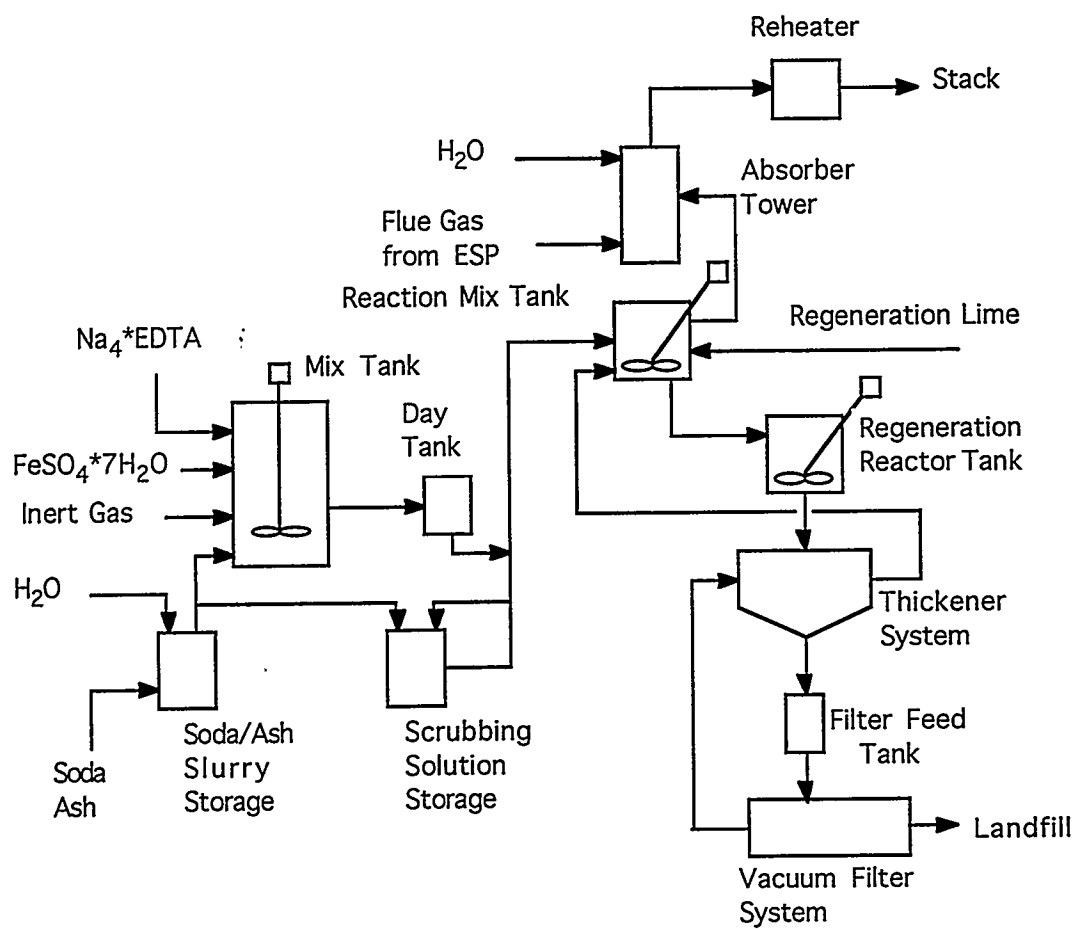 Reheater
Stack
H₂O
Absorber
Tower
Flue Gas
from ESP
Reaction Mix Tank
Regeneration Lime
Na₄*EDTA
Mix Tank
Day
Tank
Regeneration
Reactor Tank
FeSO₄*7H₂O
Inert Gas
H₂O
Thickener
System
Soda/Ash
Slurry
Storage
Scrubbing
Solution
Storage
Filter Feed
Tank
Soda
Ash
Landfill
Vacuum Filter
System